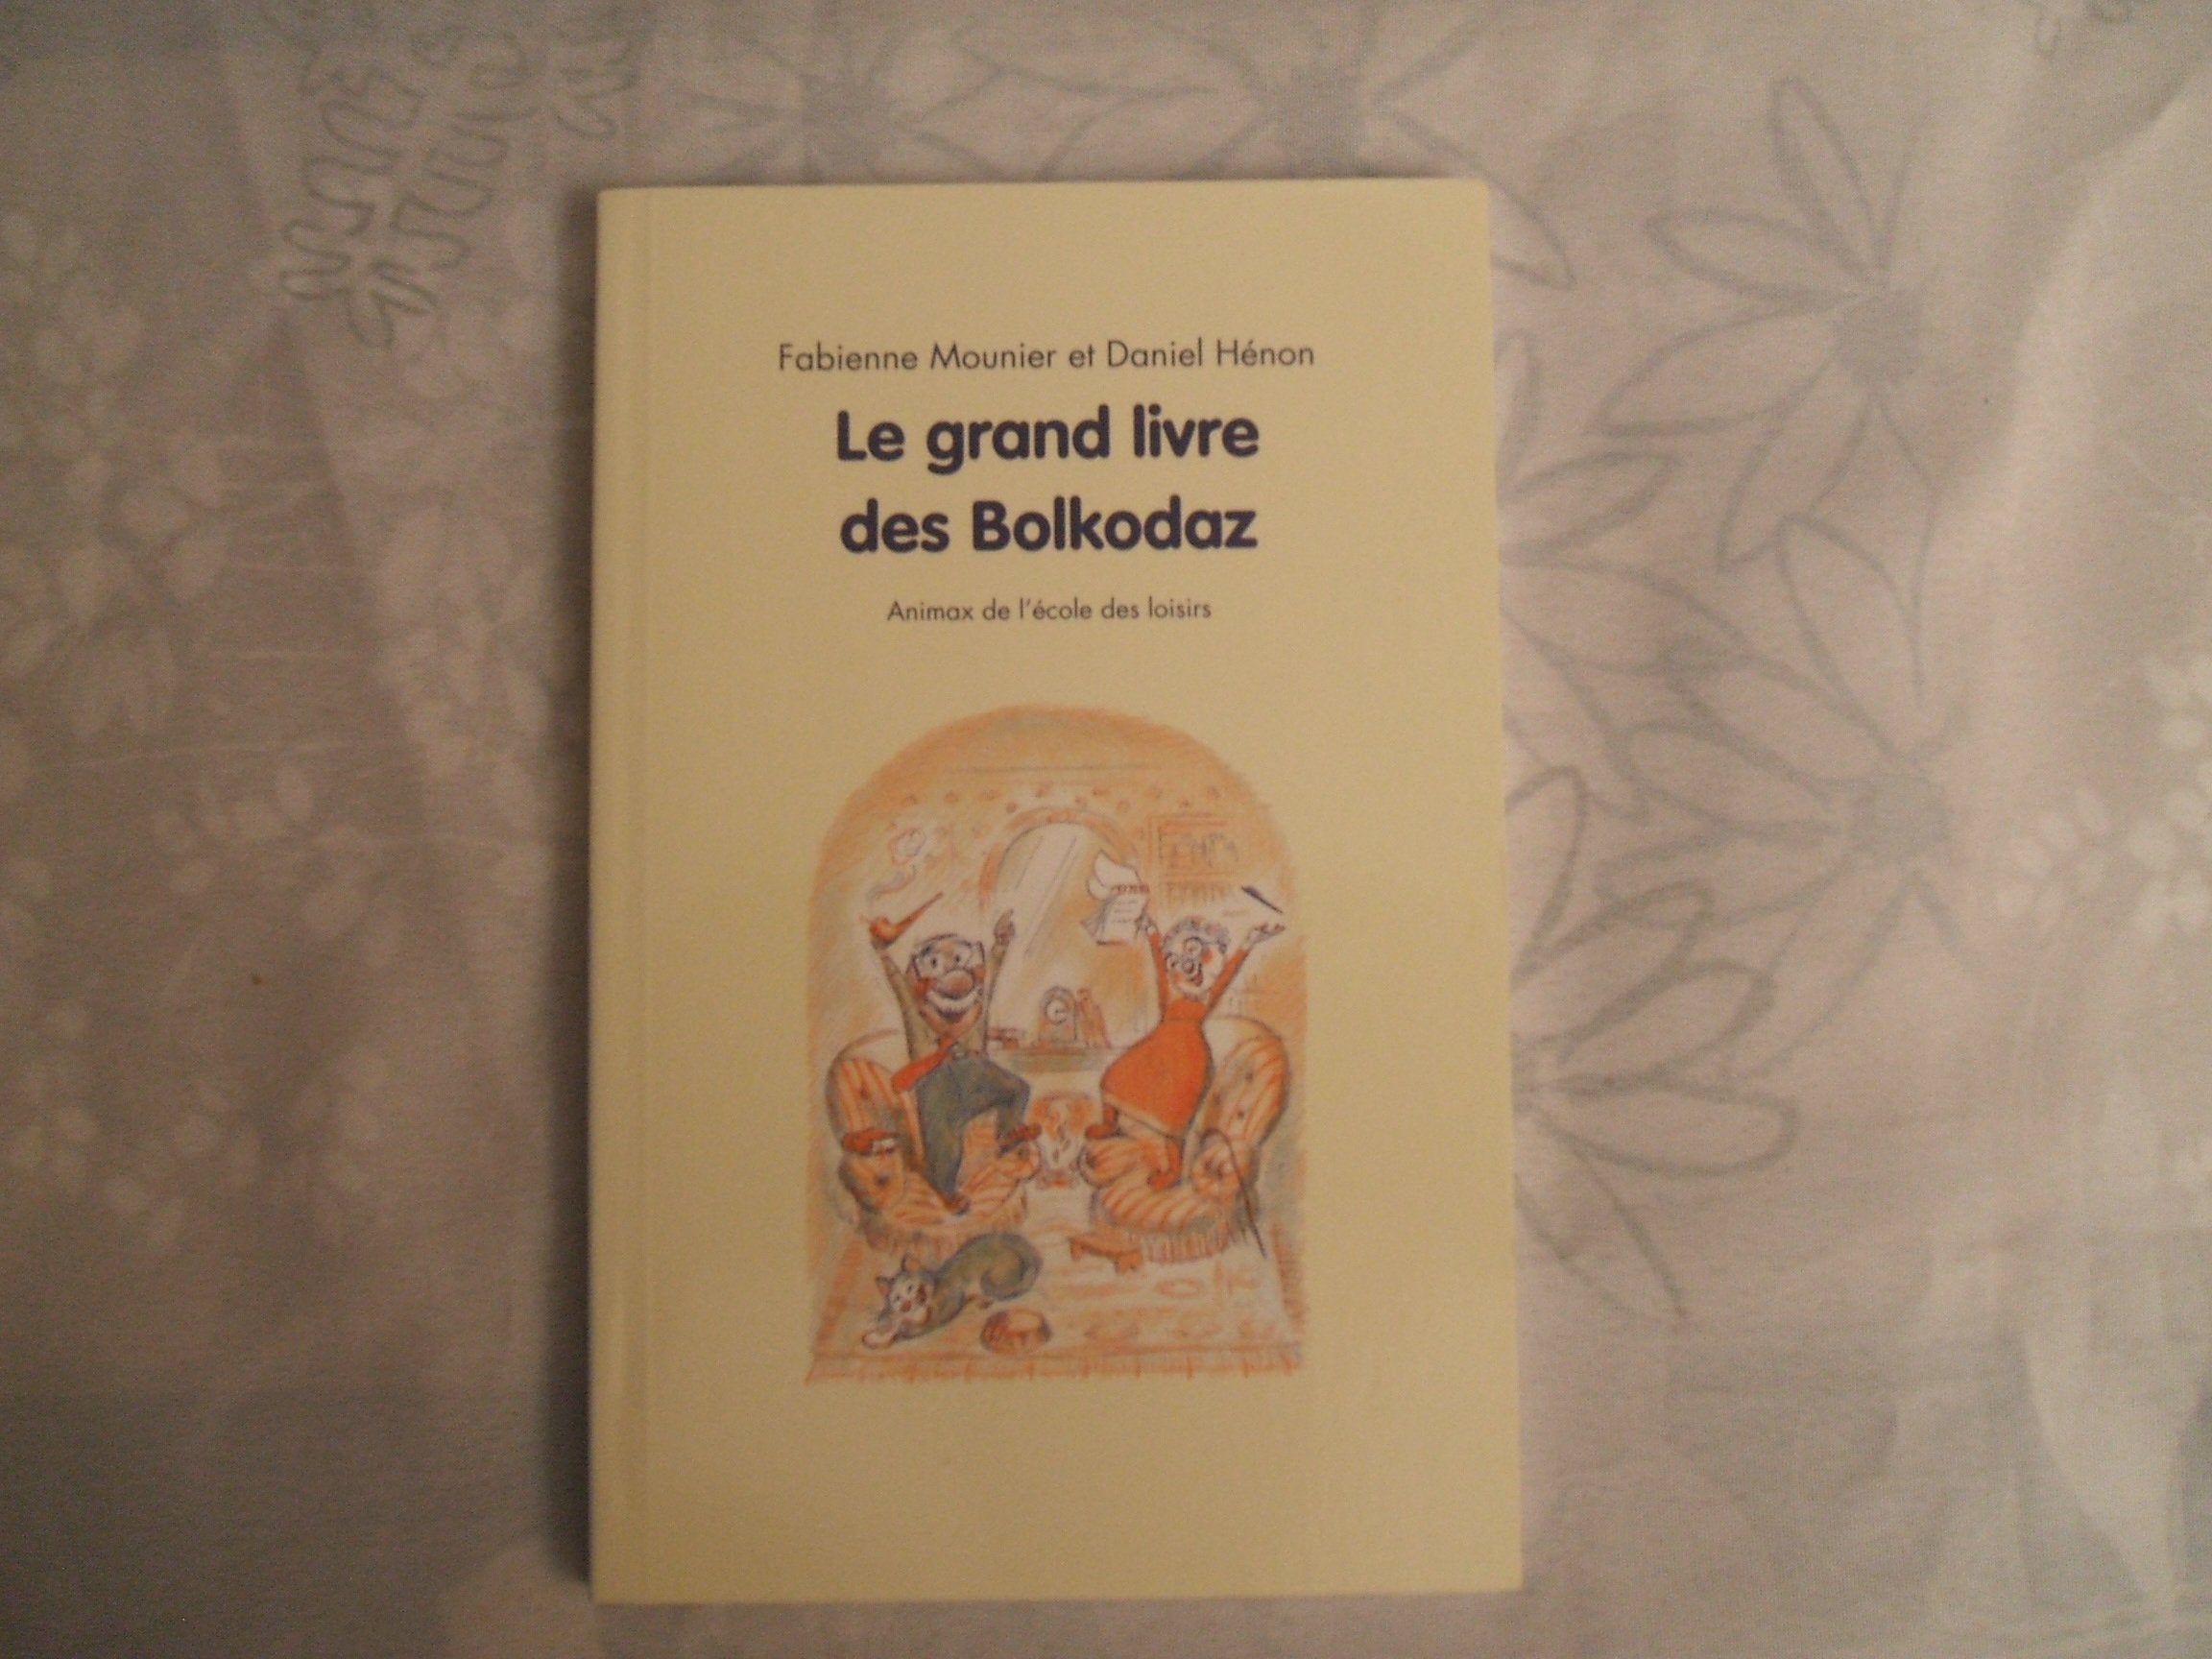 Fabienne Mounier et Daniel Hénon
Le grand livre
des Bolkodaz
Animax de l'école des loisirs